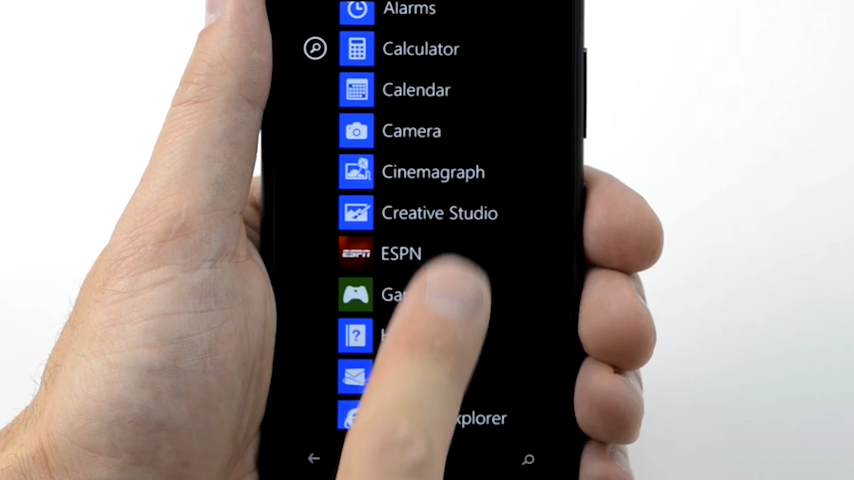 Alarms
Calculator
Calendar
Camera
Cinemagraph
Creative Studio
ESPN
ESPN
?
xplorer